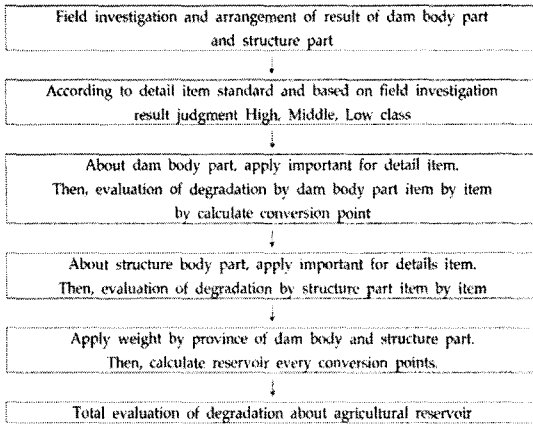 Field investigation and arrangement of result of dam body part
and structure part
According to detail item standard and based on field investigation
result judgment High, Middle, Low class
About dam body part, apply important for detail item.
Then, evaluation of degradation by dam body part item by item
by calculate conversion point
About structure body part, apply important for details item.
Then, evaluation of degradation by structure part item by item
Apply weight by province of dam body and structure part.
Then, calculate reservoir every conversion points.
Total evaluation of degradation about agricultural reservoir